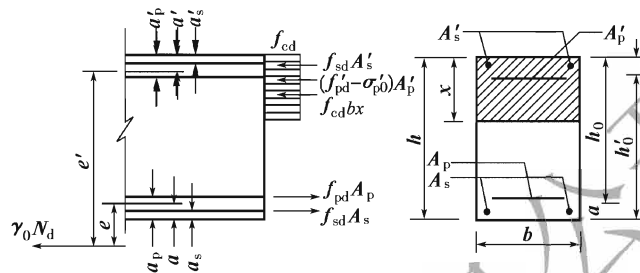 a'p a' a's
fcd
fsdA's
(f'pd−σ'p0)A'p
fcdbx
e'
e
γ0Nd
fpdAp
fsdAs
ap a as
A's A'p
x
h
Ap
As
h0
h'0
a
b